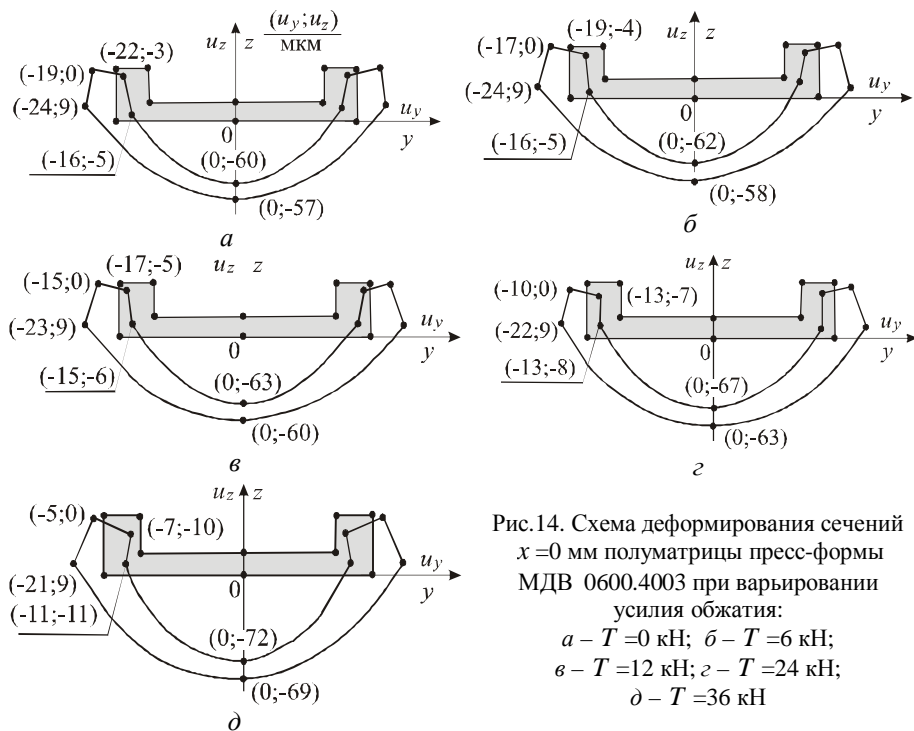 (u_y;u_z)
мкм
u_z z
(-22;-3)
(-19;0)
(-24;9)
u_y
y
0
(-16;-5)
(0;-60)
(0;-57)
а
u_z z
(-19;-4)
(-17;0)
(-24;9)
u_y
y
0
(-16;-5)
(0;-62)
(0;-58)
б
u_z z
(-17;-5)
(-15;0)
(-23;9)
u_y
y
0
(-15;-6)
(0;-63)
(0;-60)
в
u_z z
(-10;0)
(-13;-7)
(-22;9)
u_y
y
0
(-13;-8)
(0;-67)
(0;-63)
г
u_z z
(-5;0)
(-7;-10)
u_y
y
0
(-21;9)
(-11;-11)
(0;-72)
(0;-69)
д
Рис.14. Схема деформирования сечений
x =0 мм полуматрицы пресс-формы
МДВ 0600.4003 при варьировании
усилия обжатия:
а – T =0 кН; б – T =6 кН;
в – T =12 кН; г – T =24 кН;
д – T =36 кН